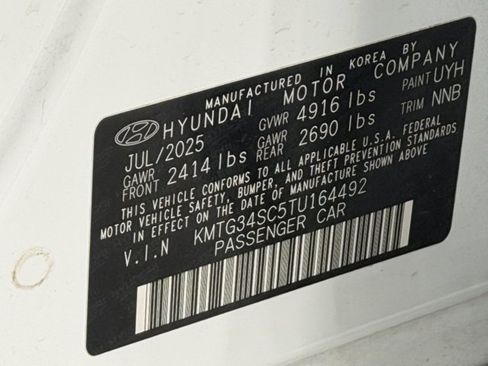 MANUFACTURED IN KOREA BY
HYUNDAI MOTOR COMPANY
JUL/2025 GVWR 4916 lbs PAINT UYH
GAWR FRONT 2414 lbs GAWR REAR 2690 lbs TRIM NNB
THIS VEHICLE CONFORMS TO ALL APPLICABLE U.S.A. FEDERAL
MOTOR VEHICLE SAFETY, BUMPER, AND THEFT PREVENTION STANDARDS
IN EFFECT ON THE DATE OF MANUFACTURE SHOWN ABOVE.
V.I.N KMTG34SC5TU164492
PASSENGER CAR